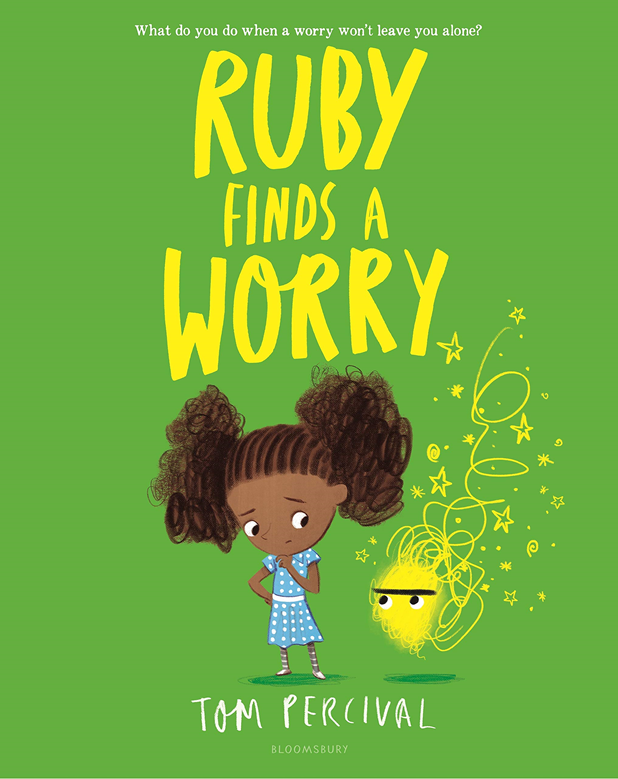 What do you do when a worry won't leave you alone?
RUBY
FINDS A
WORRY
TOM PERCIVAL
BLOOMSBURY